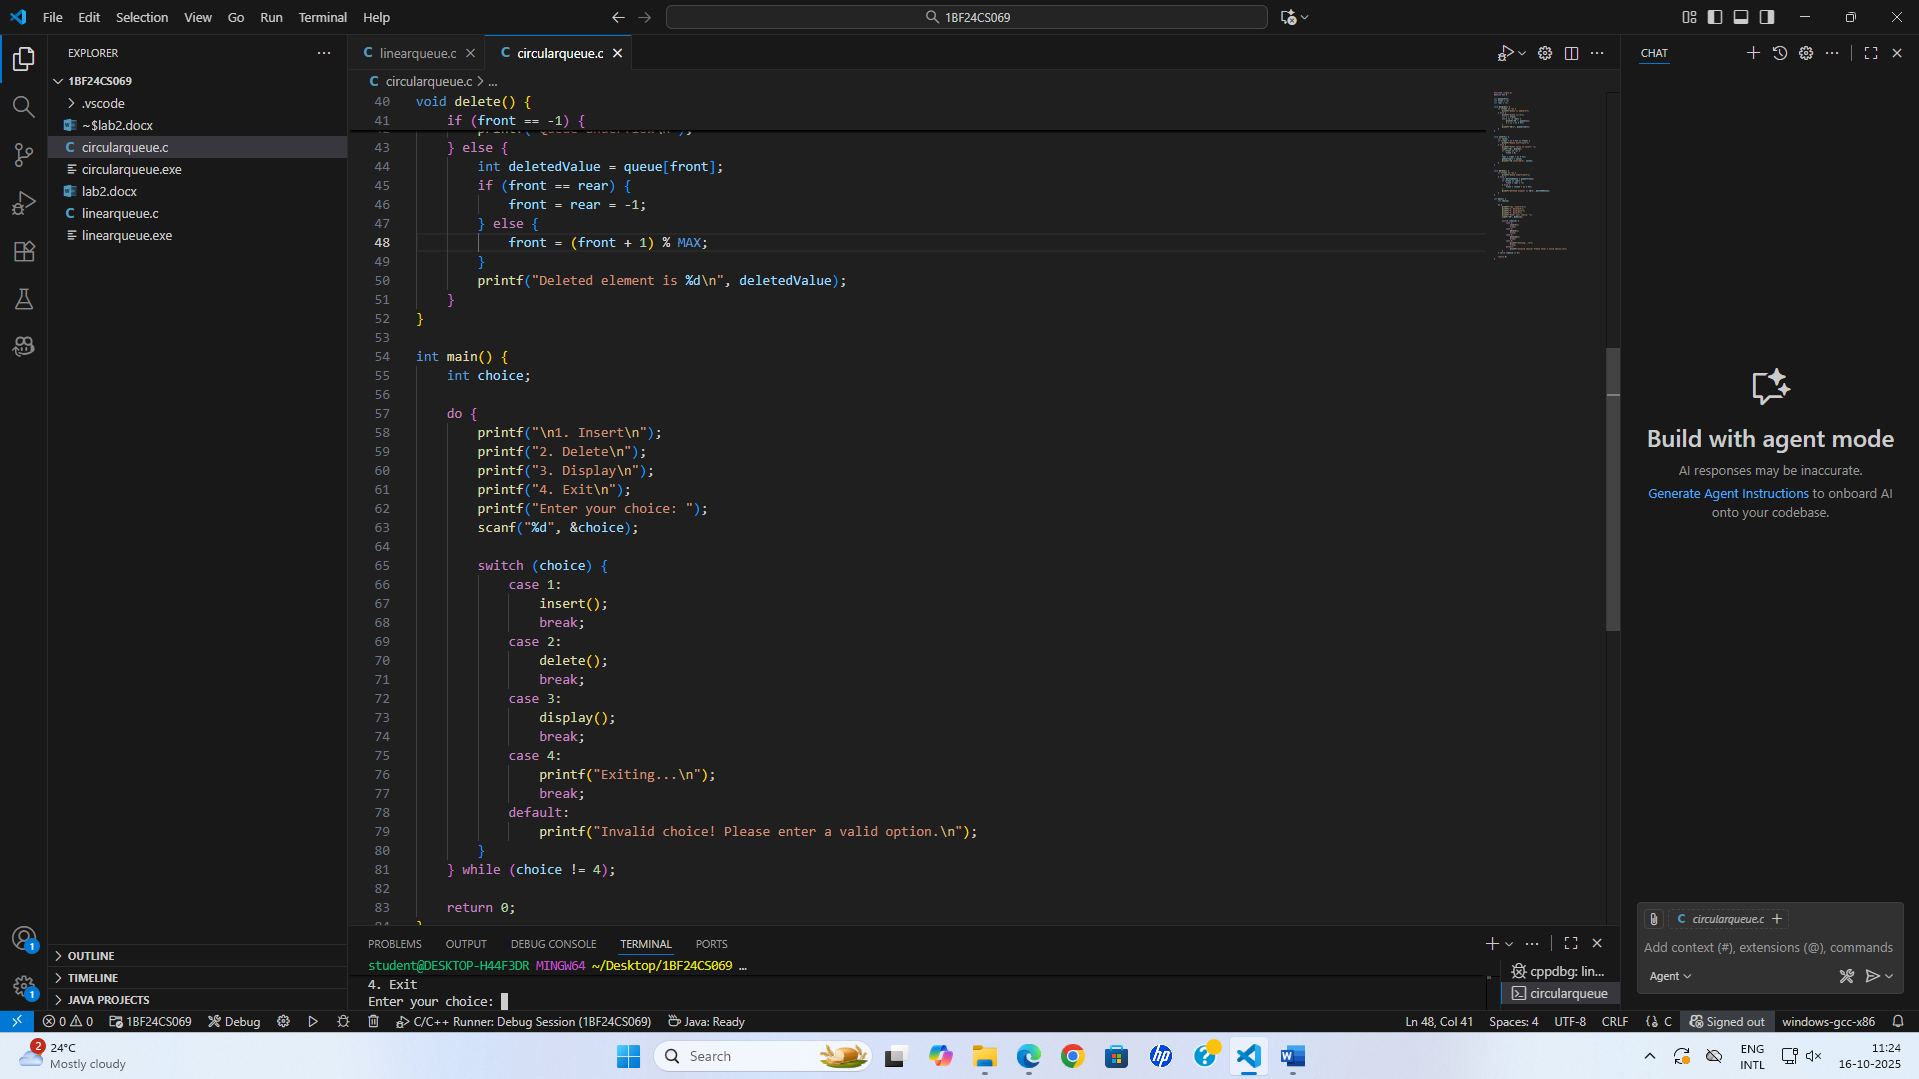 File Edit Selection View Go Run Terminal Help
1BF24CS069
EXPLORER
1BF24CS069
.vscode
~$lab2.docx
circularqueue.c
circularqueue.exe
lab2.docx
linearqueue.c
linearqueue.exe
OUTLINE
TIMELINE
JAVA PROJECTS
linearqueue.c circularqueue.c
circularqueue.c > ...
40 void delete() {
41 if (front == -1) {
43 } else {
44 int deletedValue = queue[front];
45 if (front == rear) {
46 front = rear = -1;
47 } else {
48 front = (front + 1) % MAX;
49 }
50 printf("Deleted element is %d\n", deletedValue);
51 }
52 }
53
54 int main() {
55 int choice;
56
57 do {
58 printf("\n1. Insert\n");
59 printf("2. Delete\n");
60 printf("3. Display\n");
61 printf("4. Exit\n");
62 printf("Enter your choice: ");
63 scanf("%d", &choice);
64
65 switch (choice) {
66 case 1:
67 insert();
68 break;
69 case 2:
70 delete();
71 break;
72 case 3:
73 display();
74 break;
75 case 4:
76 printf("Exiting...\n");
77 break;
78 default:
79 printf("Invalid choice! Please enter a valid option.\n");
80 }
81 } while (choice != 4);
82
83 return 0;
PROBLEMS OUTPUT DEBUG CONSOLE TERMINAL PORTS
student@DESKTOP-H44F3DR MINGW64 ~/Desktop/1BF24CS069 ...
4. Exit
Enter your choice:
cppdbg: lin...
circularqueue
CHAT
Build with agent mode
AI responses may be inaccurate.
Generate Agent Instructions to onboard AI
onto your codebase.
circularqueue.c
Add context (#), extensions (@), commands
Agent
0 0 1BF24CS069 Debug C/C++ Runner: Debug Session (1BF24CS069) Java: Ready
Ln 48, Col 41 Spaces: 4 UTF-8 CRLF {} C Signed out windows-gcc-x86
2
24°C
Mostly cloudy
Search
ENG
INTL
11:24
16-10-2025